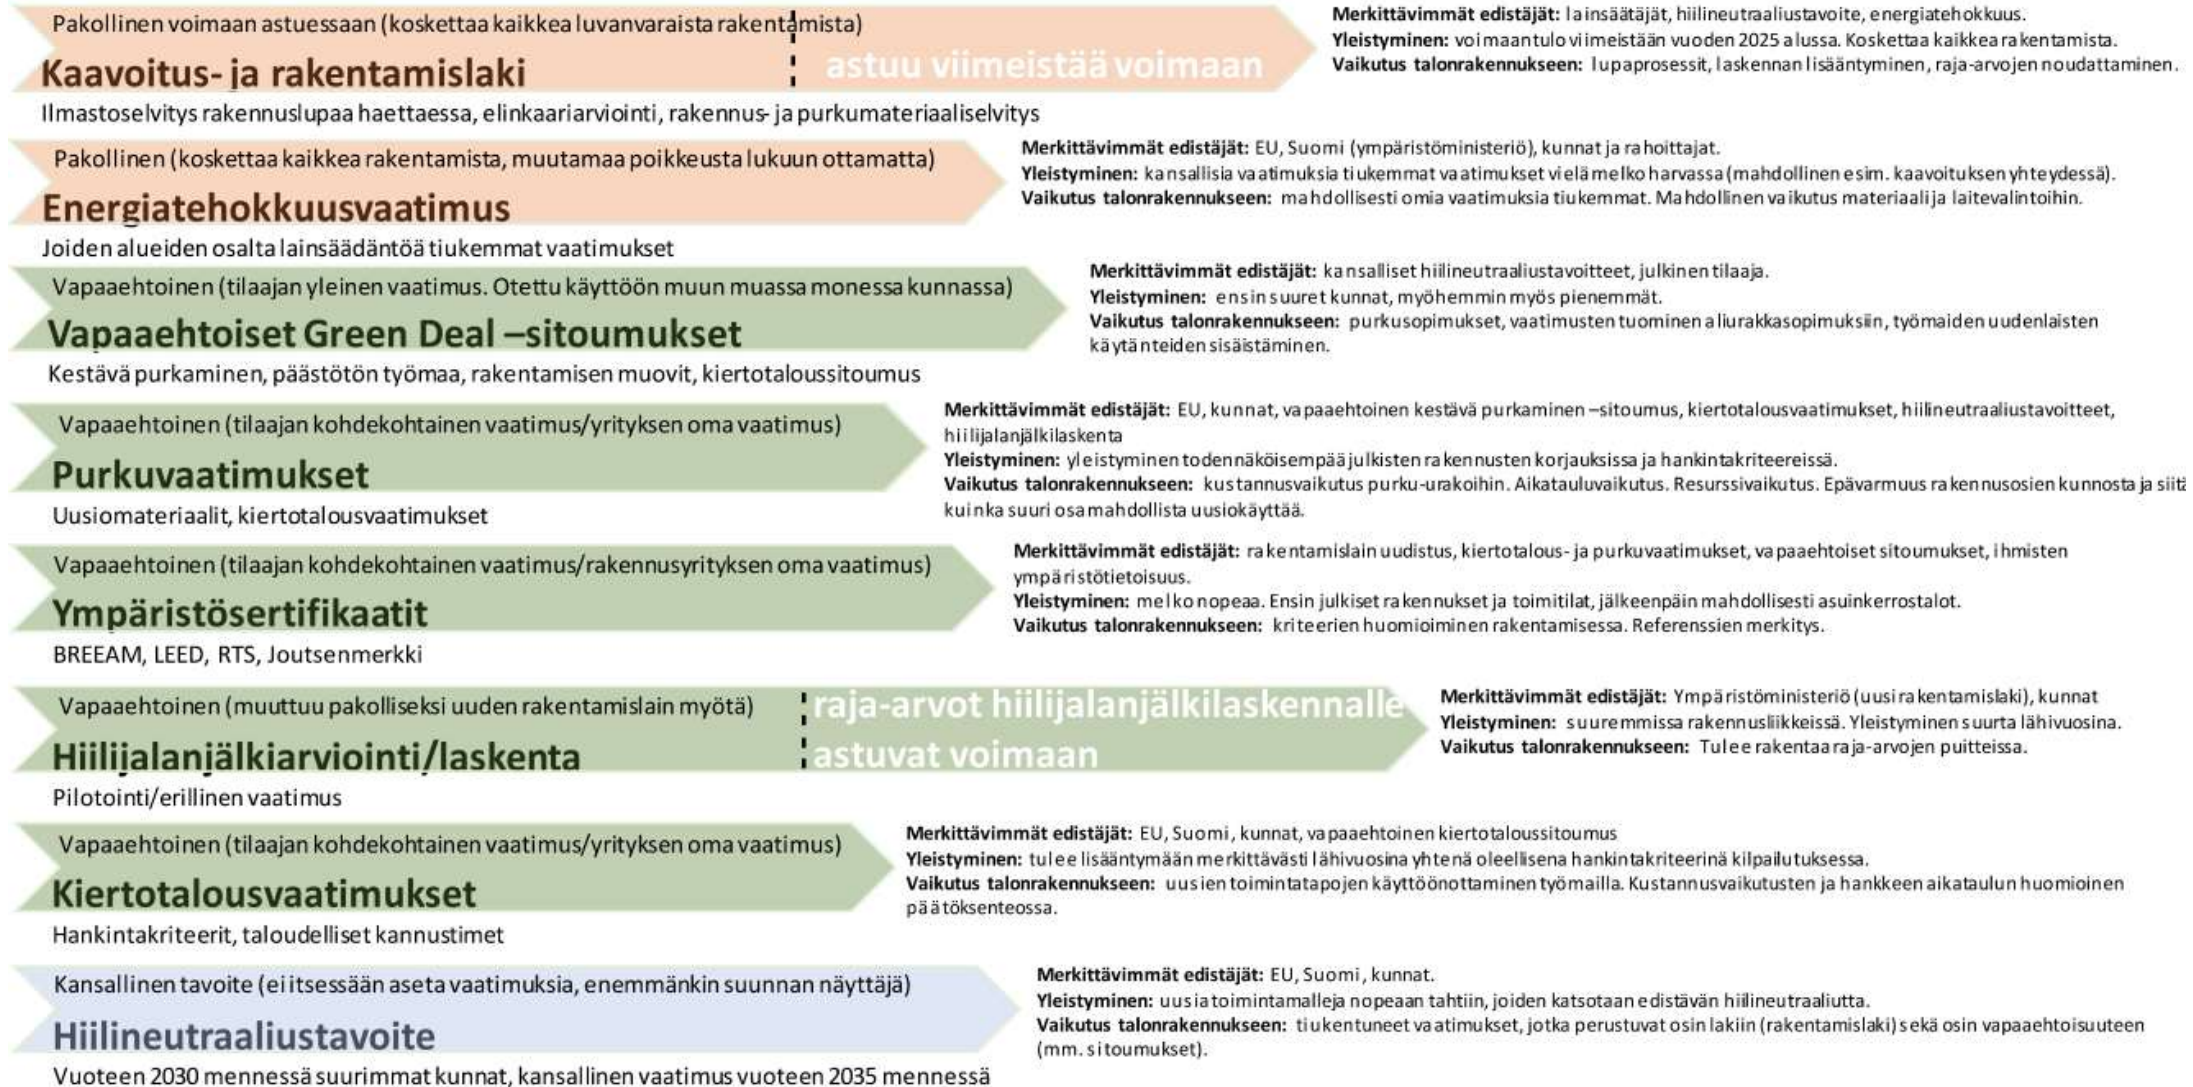 Pakollinen voimaan astuessaan (koskettaa kaikkea luvanvaraista rakentamista)
Kaavoitus- ja rakentamislaki
astuu viimeistää voimaan
Ilmastoselvitys rakennuslupaa haettaessa, elinkaariarviointi, rakennus- ja purkumateriaaliselvitys
Merkittävimmät edistäjät: lainsäätäjät, hiilineutraaliustavoite, energiatehokkuus.
Yleistyminen: voimaantulo viimeistään vuoden 2025 alussa. Koskettaa kaikkea rakentamista.
Vaikutus talonrakennukseen: lupaprosessit, laskennan lisääntyminen, raja-arvojen noudattaminen.
Pakollinen (koskettaa kaikkea rakentamista, muutamaa poikkeusta lukuun ottamatta)
Energiatehokkuusvaatimus
Joiden alueiden osalta lainsäädäntöä tiukemmat vaatimukset
Merkittävimmät edistäjät: EU, Suomi (ympäristöministeriö), kunnat ja rahoittajat.
Yleistyminen: kansallisia vaatimuksia tiukemmat vaatimukset vielä melko harvassa (mahdollinen esim. kaavoituksen yhteydessä).
Vaikutus talonrakennukseen: mahdollisesti omia vaatimuksia tiukemmat. Mahdollinen vaikutus materiaali ja laitevalintoihin.
Vapaaehtoinen (tilaajan yleinen vaatimus. Otettu käyttöön muun muassa monessa kunnassa)
Vapaaehtoiset Green Deal –sitoumukset
Kestävä purkaminen, päästötön työmaa, rakentamisen muovit, kiertotaloussitoumus
Merkittävimmät edistäjät: kansalliset hiilineutraaliustavoitteet, julkinen tilaaja.
Yleistyminen: ensin suuret kunnat, myöhemmin myös pienemmät.
Vaikutus talonrakennukseen: purkusopimukset, vaatimusten tuominen aliurakkasopimuksiin, työmaiden uudenlaisten
käytänteiden sisäistäminen.
Vapaaehtoinen (tilaajan kohdekohtainen vaatimus/yrityksen oma vaatimus)
Purkuvaatimukset
Uusiomateriaalit, kiertotalousvaatimukset
Merkittävimmät edistäjät: EU, kunnat, vapaaehtoinen kestävä purkaminen –sitoumus, kiertotalousvaatimukset, hiilineutraaliustavoitteet,
hiilijalanjälkilaskenta
Yleistyminen: yleistyminen todennäköisempää julkisten rakennusten korjauksissa ja hankintakriteereissä.
Vaikutus talonrakennukseen: kustannusvaikutus purku-urakoihin. Aikatauluvaikutus. Resurssivaikutus. Epävarmuus rakennusosien kunnosta ja siitä
kuinka suuri osa mahdollista uusiokäyttää.
Vapaaehtoinen (tilaajan kohdekohtainen vaatimus/rakennusyrityksen oma vaatimus)
Ympäristösertifikaatit
BREEAM, LEED, RTS, Joutsenmerkki
Merkittävimmät edistäjät: rakentamislain uudistus, kiertotalous- ja purkuvaatimukset, vapaaehtoiset sitoumukset, ihmisten
ympäristötietoisuus.
Yleistyminen: melko nopeaa. Ensin julkiset rakennukset ja toimitilat, jälkeenpäin mahdollisesti asuinkerrostalot.
Vaikutus talonrakennukseen: kriteerien huomioiminen rakentamisessa. Referenssien merkitys.
Vapaaehtoinen (muuttuu pakolliseksi uuden rakentamislain myötä)
Hiilijalanjälkiarviointi/laskenta
raja-arvot hiilijalanjälkilaskennalle
astuvat voimaan
Pilotointi/erillinen vaatimus
Merkittävimmät edistäjät: Ympäristöministeriö (uusi rakentamislaki), kunnat
Yleistyminen: suuremmissa rakennusliikkeissä. Yleistyminen suurta lähivuosina.
Vaikutus talonrakennukseen: Tulee rakentaa raja-arvojen puitteissa.
Vapaaehtoinen (tilaajan kohdekohtainen vaatimus/yrityksen oma vaatimus)
Kiertotalousvaatimukset
Hankintakriteerit, taloudelliset kannustimet
Merkittävimmät edistäjät: EU, Suomi, kunnat, vapaaehtoinen kiertotaloussitoumus
Yleistyminen: tulee lisääntymään merkittävästi lähivuosina yhtenä oleellisena hankintakriteerinä kilpailutuksessa.
Vaikutus talonrakennukseen: uusien toimintatapojen käyttöönottaminen työmailla. Kustannusvaikutusten ja hankkeen aikataulun huomioinen
päätöksenteossa.
Kansallinen tavoite (ei itsessään aseta vaatimuksia, enemmänkin suunnan näyttäjä)
Hiilineutraaliustavoite
Vuoteen 2030 mennessä suurimmat kunnat, kansallinen vaatimus vuoteen 2035 mennessä
Merkittävimmät edistäjät: EU, Suomi, kunnat.
Yleistyminen: uusia toimintamalleja nopeaan tahtiin, joiden katsotaan edistävän hiilineutraaliutta.
Vaikutus talonrakennukseen: tiukentuneet vaatimukset, jotka perustuvat osin lakiin (rakentamislaki) sekä osin vapaaehtoisuuteen
(mm. sitoumukset).